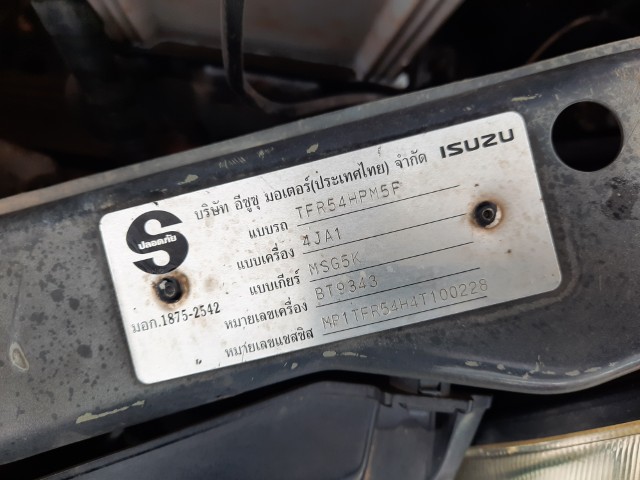 บริษัท อีซูซุ มอเตอร์(ประเทศไทย) จำกัด ISUZU
S
ปลอดภัย
มอก.1875-2542
แบบรถ TFR54HPM5F
แบบเครื่อง 4JA1
แบบเกียร์ MSG5K
หมายเลขเครื่อง BT9343
หมายเลขแชสซิส MP1TFR54H4T100228